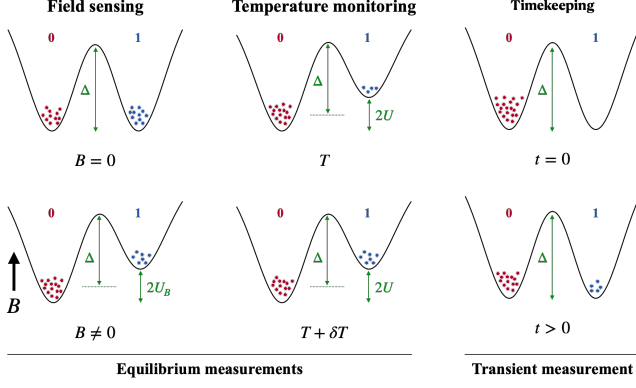 Field sensing
Temperature monitoring
Timekeeping
0 1
0 1
0 1
Δ
Δ
2U
Δ
B = 0
T
t = 0
0 1
0 1
0 1
Δ
2U_B
Δ
2U
Δ
B
B ≠ 0
T + δT
t > 0
Equilibrium measurements
Transient measurement